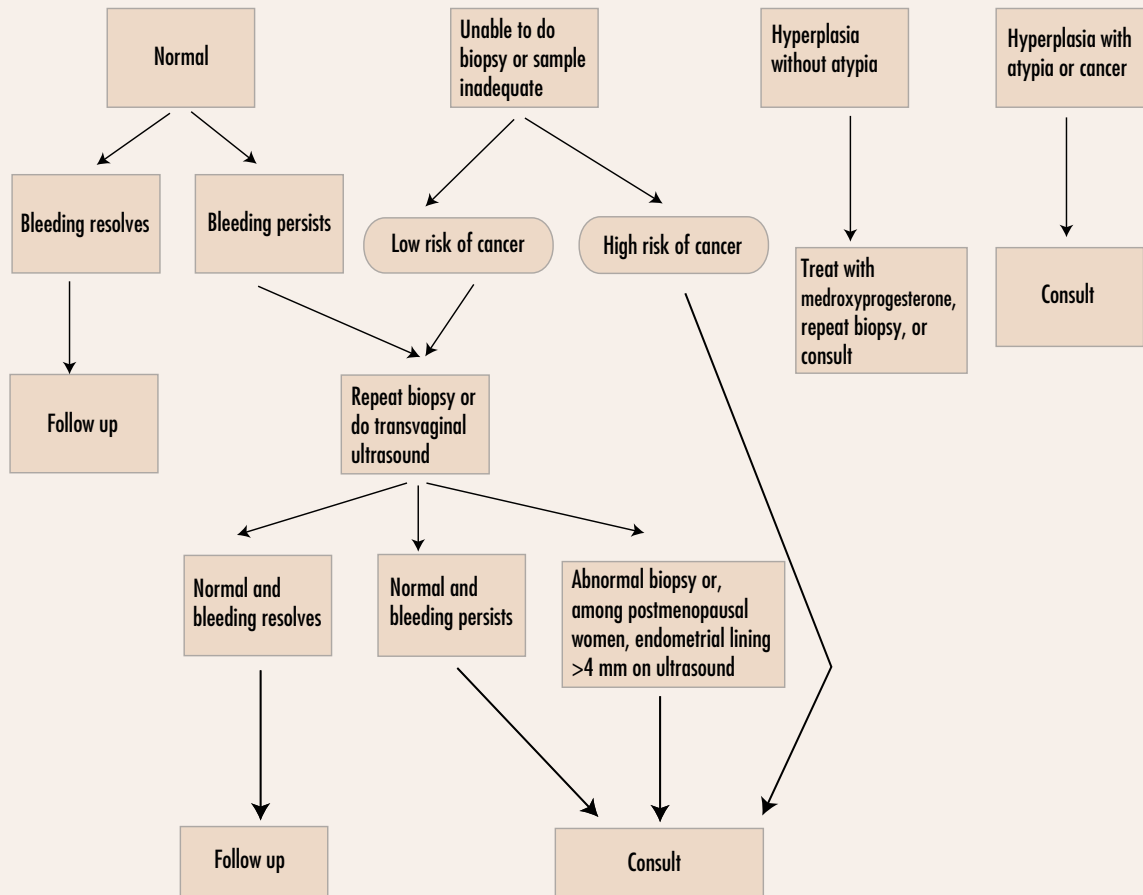 Normal
Unable to do
biopsy or sample
inadequate
Hyperplasia
without atypia
Hyperplasia with
atypia or cancer
Bleeding resolves
Bleeding persists
Low risk of cancer
High risk of cancer
Treat with
medroxyprogesterone,
repeat biopsy, or
consult
Consult
Follow up
Repeat biopsy or
do transvaginal
ultrasound
Normal and
bleeding resolves
Normal and
bleeding persists
Abnormal biopsy or,
among postmenopausal
women, endometrial lining
>4 mm on ultrasound
Follow up
Consult